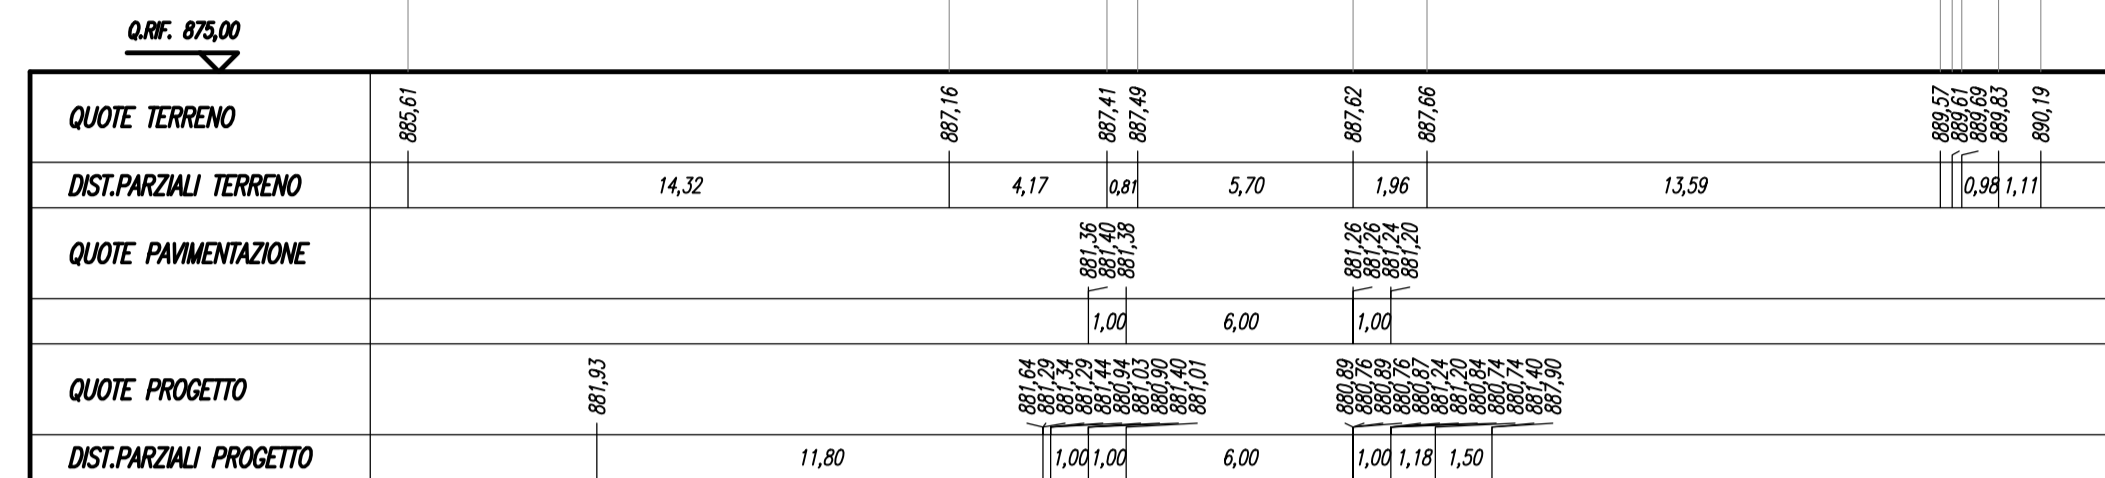 Q.RIF. 875,00
QUOTE TERRENO 885,61 887,16 887,41 887,49 887,62 887,66 889,57 889,61 889,69 889,83 890,19
DIST.PARZIALI TERRENO 14,32 4,17 0,81 5,70 1,96 13,59 0,98 1,11
QUOTE PAVIMENTAZIONE 881,36 881,40 881,38 881,26 881,26 881,24 881,20
1,00 6,00 1,00
QUOTE PROGETTO 881,93 881,64 881,29 881,34 881,29 881,44 880,94 881,03 880,90 881,40 881,01 880,89 880,76 880,89 880,76 880,87 881,24 881,20 880,84 880,74 880,74 881,40 887,90
DIST.PARZIALI PROGETTO 11,80 1,00 1,00 6,00 1,00 1,18 1,50